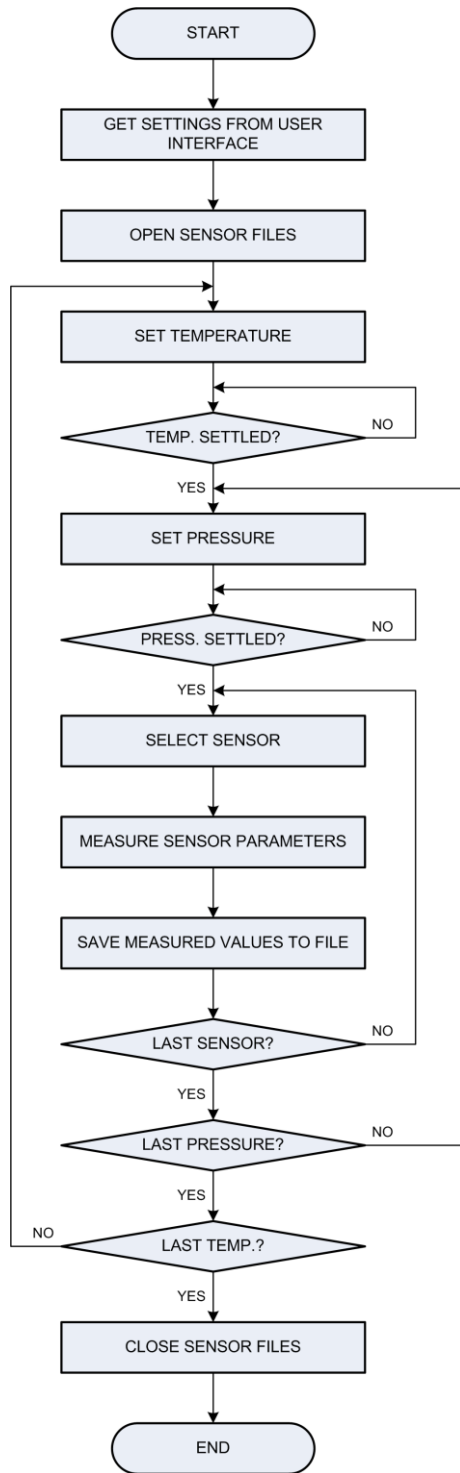 START
GET SETTINGS FROM USER
INTERFACE
OPEN SENSOR FILES
SET TEMPERATURE
TEMP. SETTLED?
NO
YES
SET PRESSURE
PRESS. SETTLED?
NO
YES
SELECT SENSOR
MEASURE SENSOR PARAMETERS
SAVE MEASURED VALUES TO FILE
LAST SENSOR?
NO
YES
LAST PRESSURE?
NO
YES
NO
LAST TEMP.?
YES
CLOSE SENSOR FILES
END